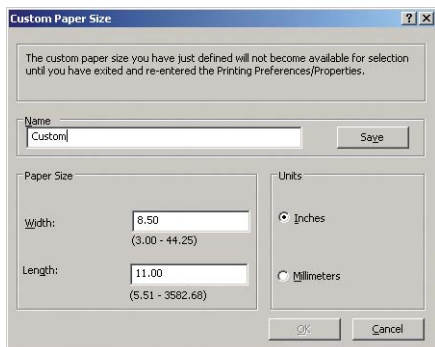 Custom Paper Size
The custom paper size you have just defined will not become available for selection
until you have exited and re-entered the Printing Preferences/Properties.
Name
Custom
Save
Paper Size
Width:
8.50
(3.00 - 44.25)
Length:
11.00
(5.51 - 3582.68)
Units
Inches
Millimeters
OK
Cancel